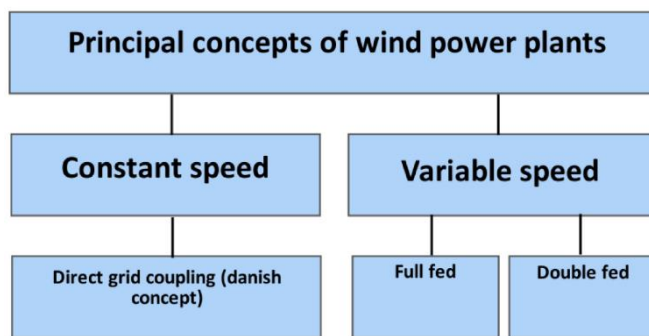 Principal concepts of wind power plants
Constant speed
Variable speed
Direct grid coupling (danish
concept)
Full fed
Double fed